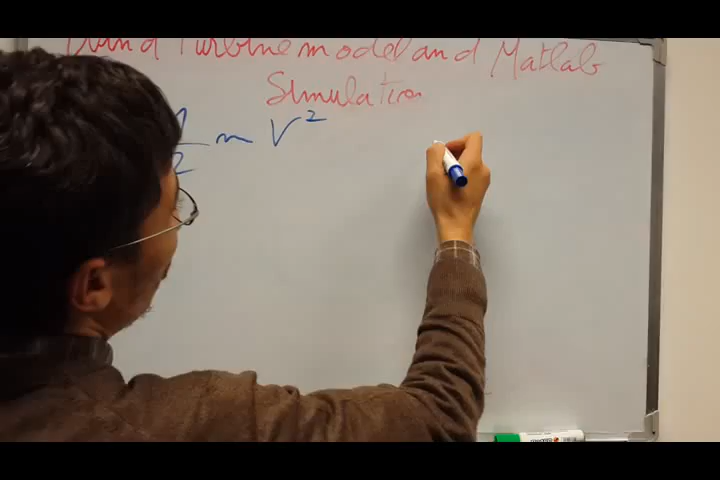 Wind Turbine model and Matlab
Simulation
1/2 m V²